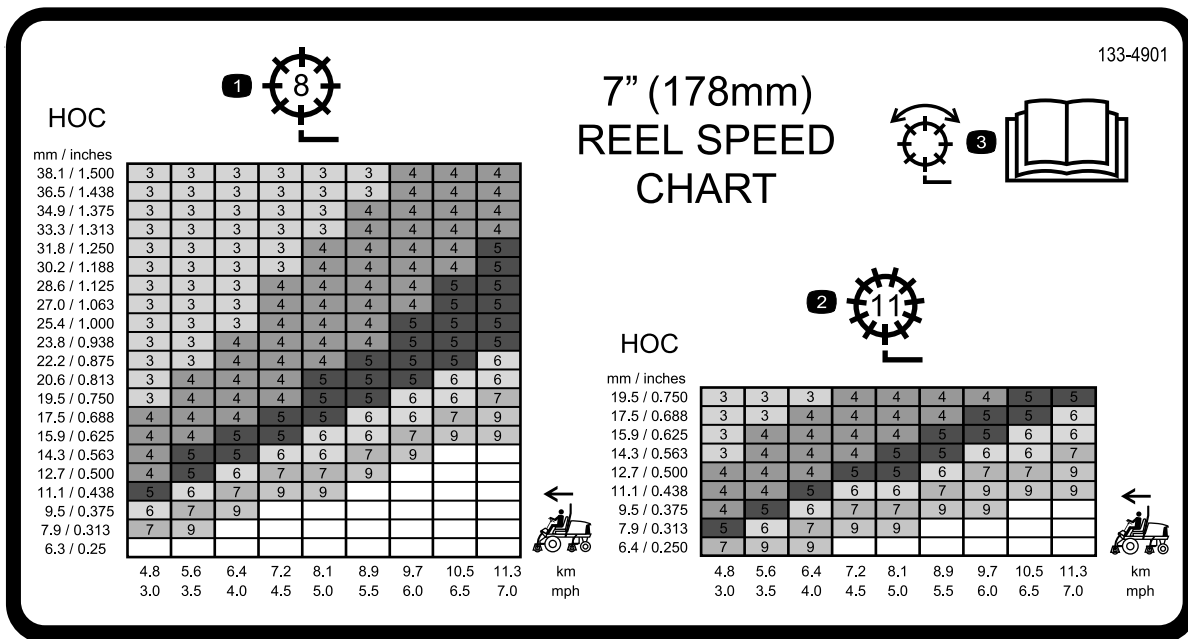 133-4901
7” (178mm)
REEL SPEED
CHART
1
8
3
HOC
mm / inches
38.1 / 1.500 3 3 3 3 3 3 4 4 4
36.5 / 1.438 3 3 3 3 3 3 4 4 4
34.9 / 1.375 3 3 3 3 3 4 4 4 4
33.3 / 1.313 3 3 3 3 3 4 4 4 4
31.8 / 1.250 3 3 3 3 4 4 4 4 5
30.2 / 1.188 3 3 3 3 4 4 4 4 5
28.6 / 1.125 3 3 3 4 4 4 4 5 5
27.0 / 1.063 3 3 3 4 4 4 4 5 5
25.4 / 1.000 3 3 3 4 4 4 5 5 5
23.8 / 0.938 3 3 4 4 4 4 5 5 5
22.2 / 0.875 3 3 4 4 4 5 5 5 6
20.6 / 0.813 3 4 4 4 5 5 5 6 6
19.5 / 0.750 3 4 4 4 5 5 6 6 7
17.5 / 0.688 4 4 4 5 5 6 6 7 9
15.9 / 0.625 4 4 5 5 6 6 7 9 9
14.3 / 0.563 4 5 5 6 6 7 9
12.7 / 0.500 4 5 6 7 7 9
11.1 / 0.438 5 6 7 9 9
9.5 / 0.375 6 7 9
7.9 / 0.313 7 9
6.3 / 0.25
4.8 5.6 6.4 7.2 8.1 8.9 9.7 10.5 11.3 km
3.0 3.5 4.0 4.5 5.0 5.5 6.0 6.5 7.0 mph
2
11
HOC
mm / inches
19.5 / 0.750 3 3 3 4 4 4 4 5 5
17.5 / 0.688 3 3 4 4 4 4 5 5 6
15.9 / 0.625 3 4 4 4 4 5 5 6 6
14.3 / 0.563 3 4 4 4 5 5 6 6 7
12.7 / 0.500 4 4 4 5 5 6 7 7 9
11.1 / 0.438 4 4 5 6 6 7 9 9 9
9.5 / 0.375 4 5 6 7 7 9 9
7.9 / 0.313 5 6 7 9 9
6.4 / 0.250 7 9 9
4.8 5.6 6.4 7.2 8.1 8.9 9.7 10.5 11.3 km
3.0 3.5 4.0 4.5 5.0 5.5 6.0 6.5 7.0 mph